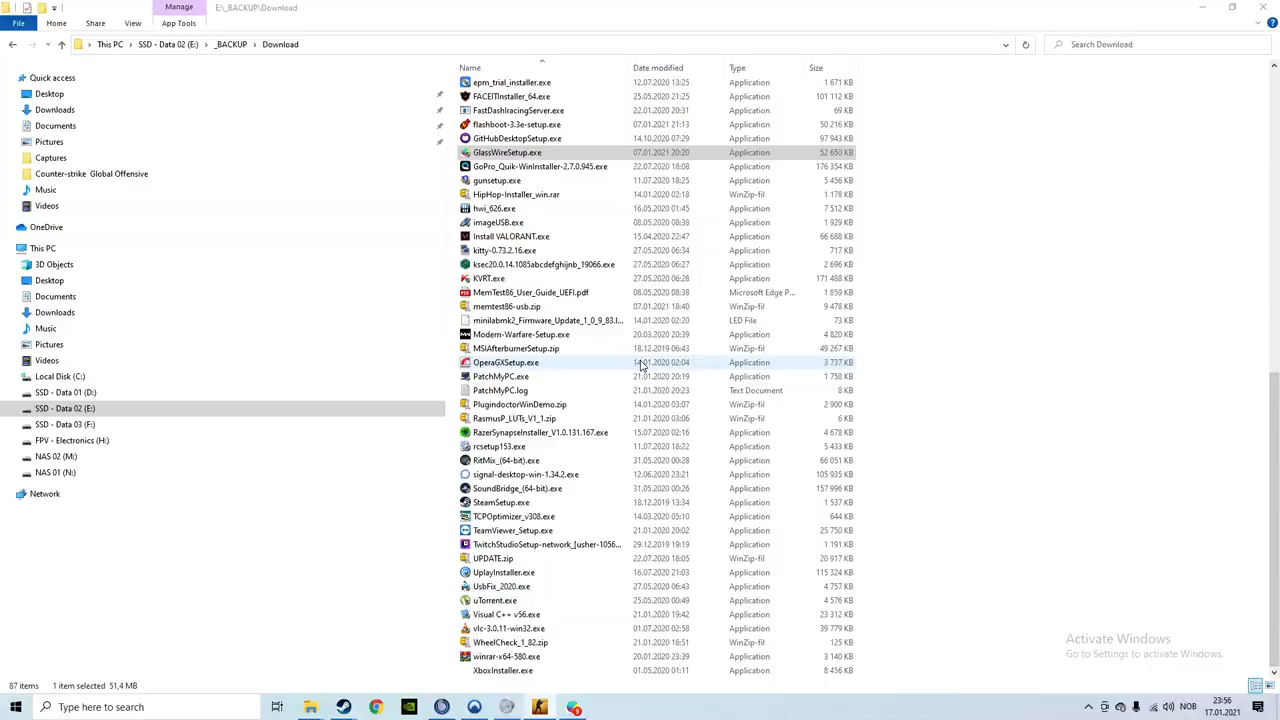 Manage
E:\_BACKUP\Download
File
Home
Share
View
App Tools
This PC
SSD - Data 02 (E:)
_BACKUP
Download
Search Download
Quick access
Desktop
Downloads
Documents
Pictures
Captures
Counter-strike Global Offensive
Music
Videos
OneDrive
This PC
3D Objects
Desktop
Documents
Downloads
Music
Pictures
Videos
Local Disk (C:)
SSD - Data 01 (D:)
SSD - Data 02 (E:)
SSD - Data 03 (F:)
FPV - Electronics (H:)
NAS 02 (M:)
NAS 01 (N:)
Network
Name Date modified Type Size
epm_trial_installer.exe 12.07.2020 13:25 Application 1 671 KB
FACEITInstaller_64.exe 25.05.2020 21:25 Application 101 112 KB
FastDashIracingServer.exe 22.01.2020 20:31 Application 69 KB
flashboot-3.3e-setup.exe 07.01.2021 21:13 Application 50 216 KB
GitHubDesktopSetup.exe 14.10.2020 07:29 Application 97 943 KB
GlassWireSetup.exe 07.01.2021 20:20 Application 52 650 KB
GoPro_Quik-WinInstaller-2.7.0.945.exe 22.07.2020 18:08 Application 176 354 KB
gunsetup.exe 11.07.2020 18:25 Application 5 456 KB
HipHop-Installer_win.rar 14.01.2020 02:18 WinZip-fil 9 KB
hwi_626.exe 16.05.2020 01:45 Application 7 512 KB
imageUSB.exe 08.05.2020 08:38 Application 1 929 KB
Install VALORANT.exe 15.04.2020 22:47 Application 66 688 KB
kitty-0.73.2.16.exe 27.05.2020 06:34 Application 717 KB
ksec20.0.14.1085abcdefghijnb_19066.exe 27.05.2020 06:27 Application 2 696 KB
KVRT.exe 27.05.2020 06:28 Application 171 488 KB
MemTest86_User_Guide_UEFI.pdf 08.05.2020 08:38 Microsoft Edge P... 1 859 KB
memtest86-usb.zip 07.01.2021 18:40 WinZip-fil 9 478 KB
minilabmk2_Firmware_Update_1_0_9_83.l... 14.01.2020 02:20 LED File 73 KB
Modern-Warfare-Setup.exe 20.03.2020 20:39 Application 4 820 KB
MSIAfterburnerSetup.zip 18.12.2019 06:43 WinZip-fil 49 267 KB
OperaGXSetup.exe 14.01.2020 02:04 Application 3 737 KB
PatchMyPC.exe 21.01.2020 20:19 Application 1 758 KB
PatchMyPC.log 21.01.2020 20:23 Text Document 8 KB
PlugindoctorWinDemo.zip 14.01.2020 03:07 WinZip-fil 2 900 KB
RasmusP_LUTs_V1_1.zip 21.01.2020 03:06 WinZip-fil 6 KB
RazerSynapseInstaller_V1.0.131.167.exe 15.07.2020 02:16 Application 4 678 KB
rcsetup153.exe 11.07.2020 18:22 Application 5 433 KB
RitMix_(64-bit).exe 31.05.2020 00:28 Application 66 051 KB
signal-desktop-win-1.34.2.exe 12.06.2020 23:21 Application 105 935 KB
SoundBridge_(64-bit).exe 31.05.2020 00:26 Application 157 996 KB
SteamSetup.exe 18.12.2019 13:34 Application 1 537 KB
TCPOptimizer_v308.exe 14.03.2020 05:10 Application 644 KB
TeamViewer_Setup.exe 21.01.2020 20:02 Application 25 750 KB
TwitchStudioSetup-network_[usher-1056... 29.12.2019 19:19 Application 1 191 KB
UPDATE.zip 22.07.2020 18:05 WinZip-fil 20 917 KB
UplayInstaller.exe 16.07.2020 21:03 Application 115 324 KB
UsbFix_2020.exe 27.05.2020 06:43 Application 4 757 KB
uTorrent.exe 25.05.2020 00:49 Application 4 576 KB
Visual C++ v56.exe 21.01.2020 19:42 Application 23 312 KB
vlc-3.0.11-win32.exe 01.07.2020 02:58 Application 39 779 KB
WheelCheck_1_82.zip 21.01.2020 16:51 WinZip-fil 125 KB
winrar-x64-580.exe 20.01.2020 23:39 Application 3 140 KB
XboxInstaller.exe 01.05.2020 01:11 Application 8 456 KB
Activate Windows
Go to Settings to activate Windows.
87 items 1 item selected 51,4 MB
Type here to search
NOB
23:56
17.01.2021